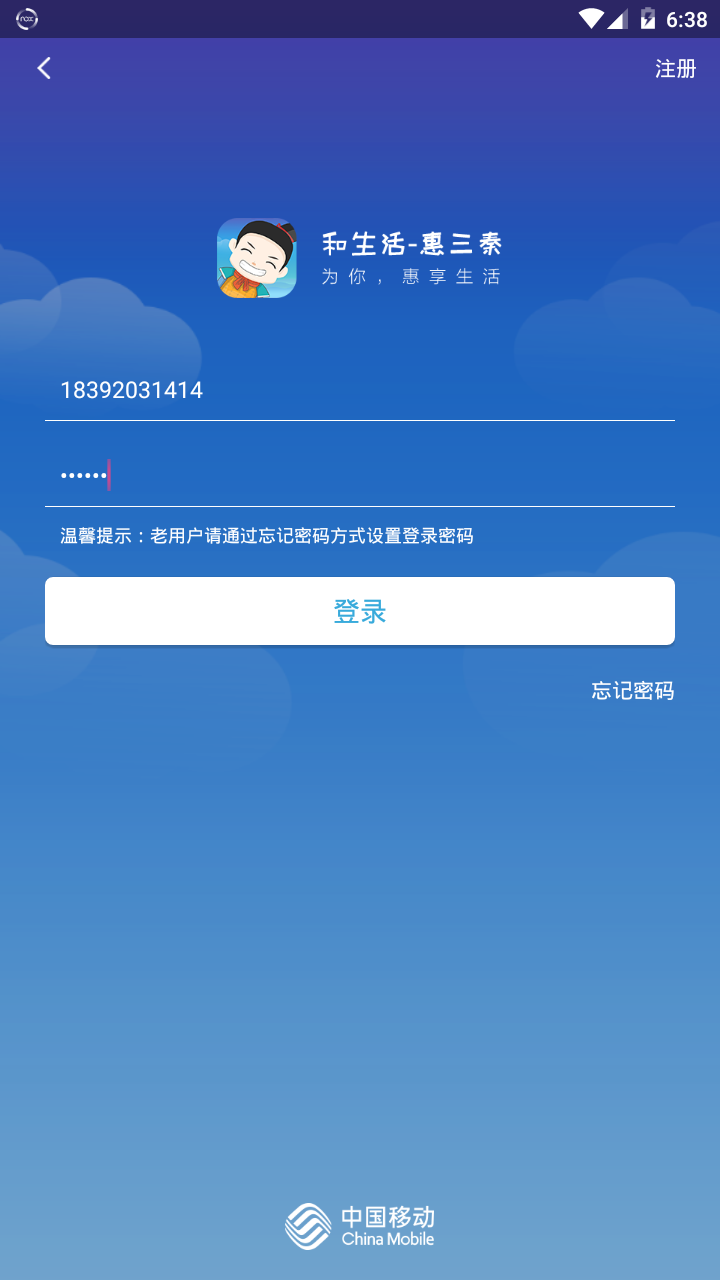 6:38
注册
和生活-惠三秦
为你，惠享生活
18392031414
••••••
温馨提示：老用户请通过忘记密码方式设置登录密码
登录
忘记密码
中国移动
China Mobile